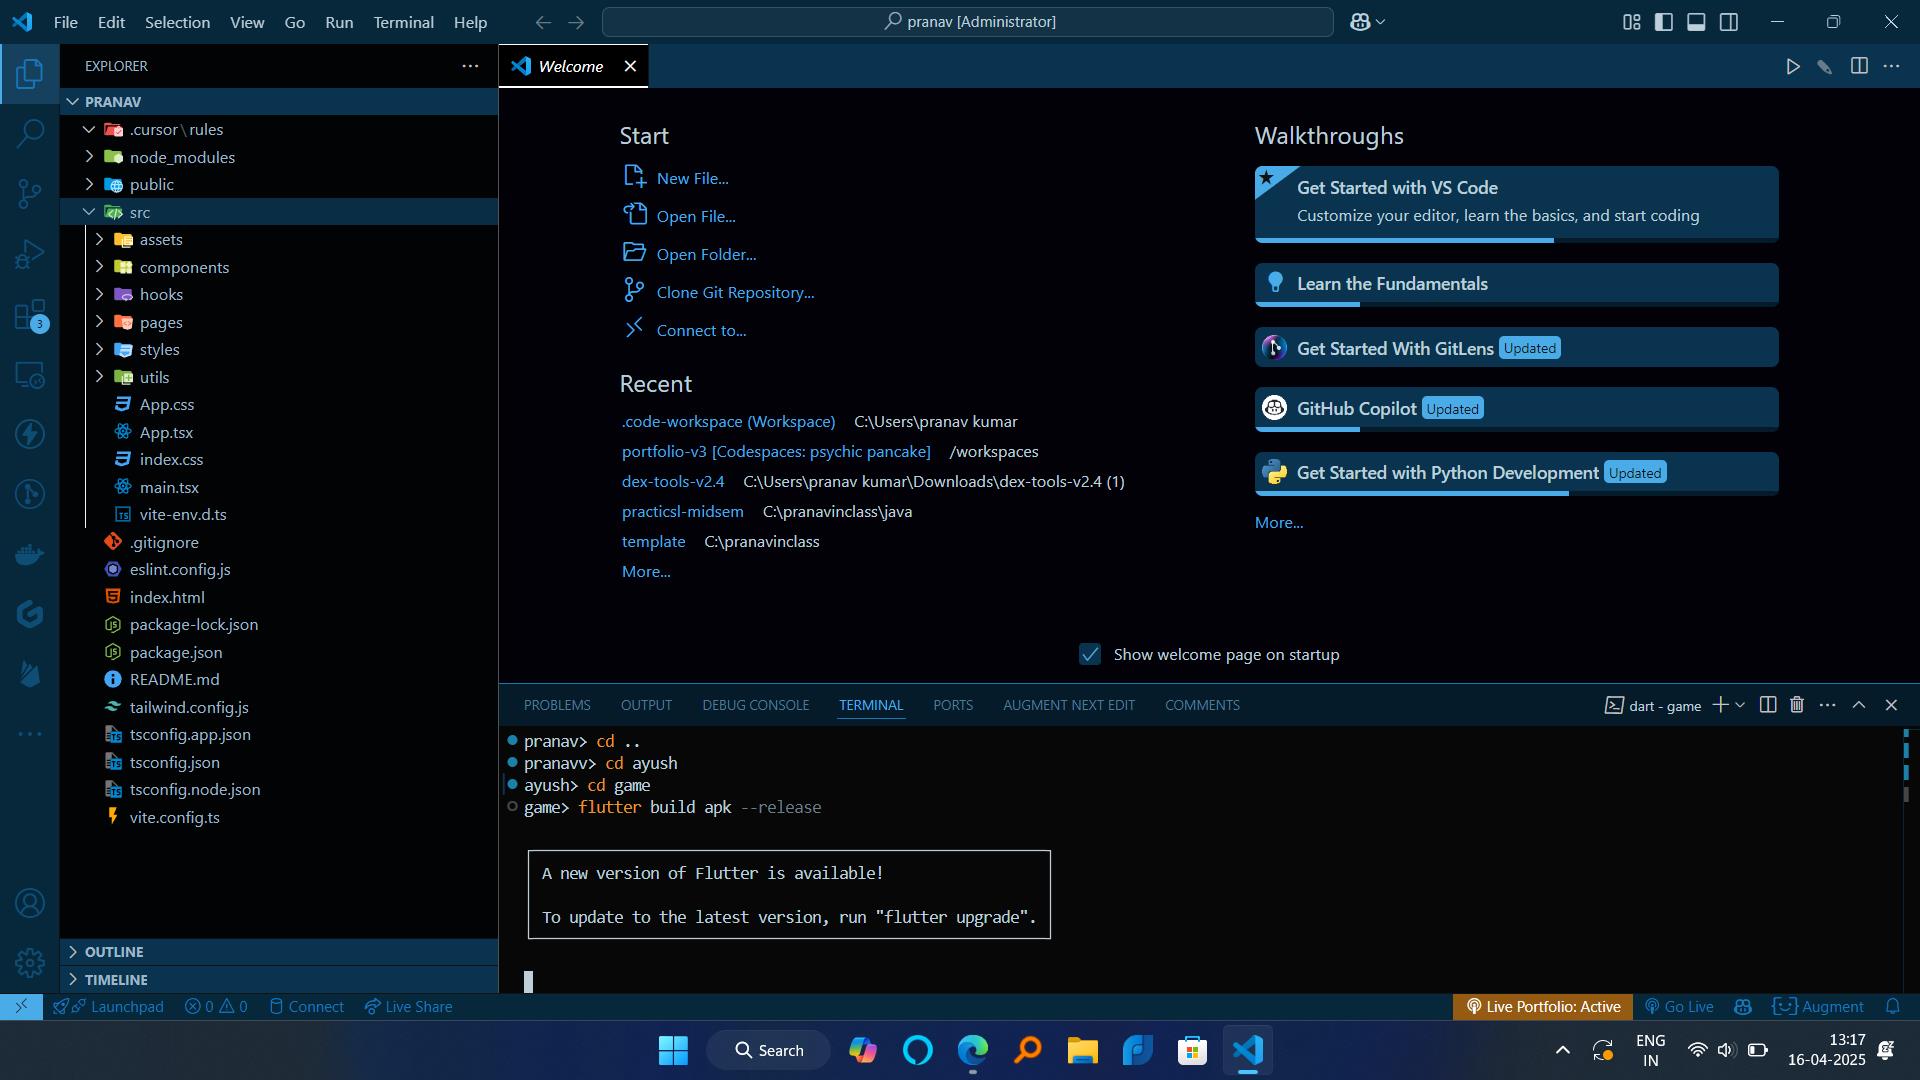 File Edit Selection View Go Run Terminal Help
pranav [Administrator]
EXPLORER
PRANAV
.cursor\rules
node_modules
public
src
assets
components
hooks
pages
styles
utils
App.css
App.tsx
index.css
main.tsx
TS vite-env.d.ts
.gitignore
eslint.config.js
index.html
package-lock.json
package.json
README.md
tailwind.config.js
tsconfig.app.json
tsconfig.json
tsconfig.node.json
vite.config.ts
OUTLINE
TIMELINE
3
Welcome
Start
New File...
Open File...
Open Folder...
Clone Git Repository...
Connect to...
Recent
.code-workspace (Workspace) C:\Users\pranav kumar
portfolio-v3 [Codespaces: psychic pancake] /workspaces
dex-tools-v2.4 C:\Users\pranav kumar\Downloads\dex-tools-v2.4 (1)
practicsl-midsem C:\pranavinclass\java
template C:\pranavinclass
More...
Walkthroughs
Get Started with VS Code
Customize your editor, learn the basics, and start coding
Learn the Fundamentals
Get Started With GitLens Updated
GitHub Copilot Updated
Get Started with Python Development Updated
More...
Show welcome page on startup
PROBLEMS OUTPUT DEBUG CONSOLE TERMINAL PORTS AUGMENT NEXT EDIT COMMENTS
dart - game
pranav> cd ..
pranavv> cd ayush
ayush> cd game
game> flutter build apk --release
A new version of Flutter is available!
To update to the latest version, run "flutter upgrade".
Launchpad 0 0 Connect Live Share
Live Portfolio: Active Go Live Augment
Search
ENG
IN
13:17
16-04-2025